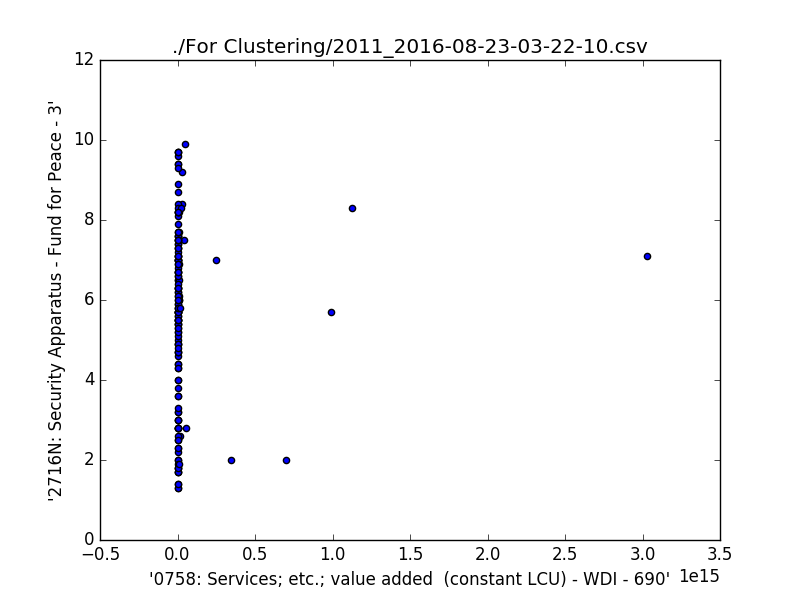 ./For Clustering/2011_2016-08-23-03-22-10.csv
12
10
8
6
4
2
0
'2716N: Security Apparatus - Fund for Peace - 3'
−0.5 0.0 0.5 1.0 1.5 2.0 2.5 3.0 3.5
1e15
'0758: Services; etc.; value added  (constant LCU) - WDI - 690'